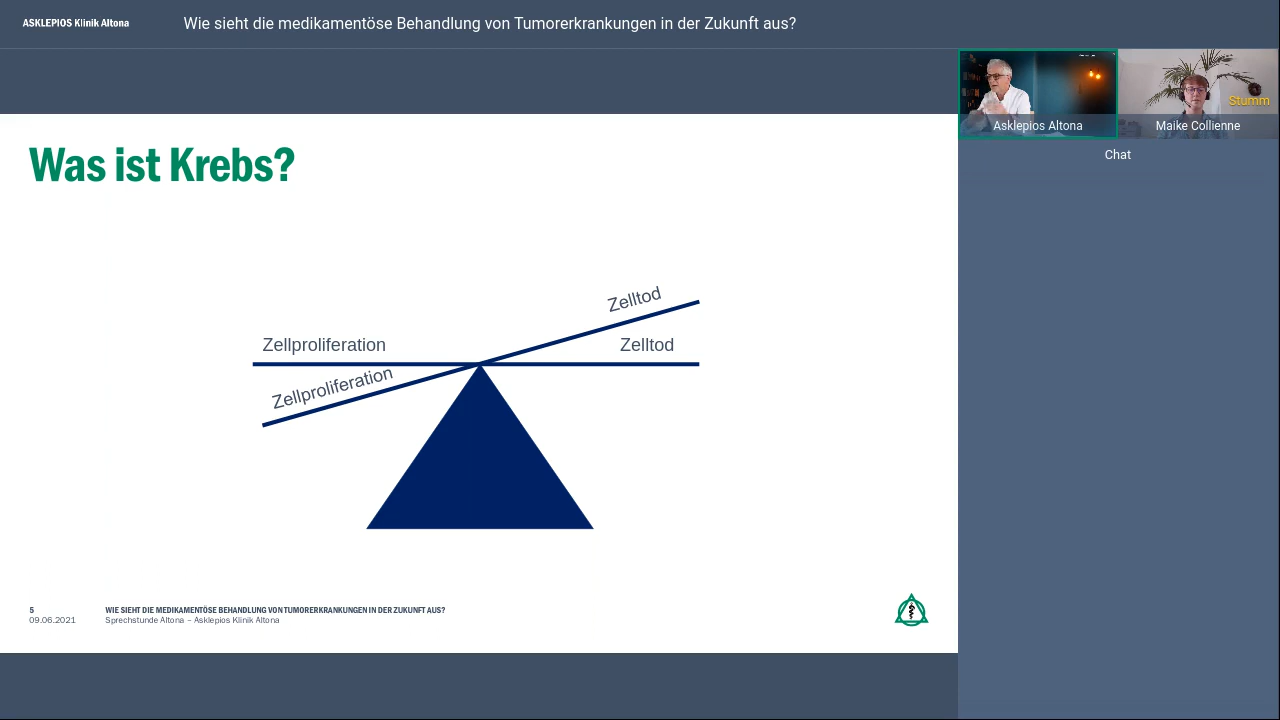 ASKLEPIOS Klinik Altona
Wie sieht die medikamentöse Behandlung von Tumorerkrankungen in der Zukunft aus?
Stumm
Asklepios Altona
Maike Collienne
Chat
Was ist Krebs?
Zelltod
Zellproliferation
Zelltod
Zellproliferation
5
WIE SIEHT DIE MEDIKAMENTÖSE BEHANDLUNG VON TUMORERKRANKUNGEN IN DER ZUKUNFT AUS?
09.06.2021
Sprechstunde Altona – Asklepios Klinik Altona